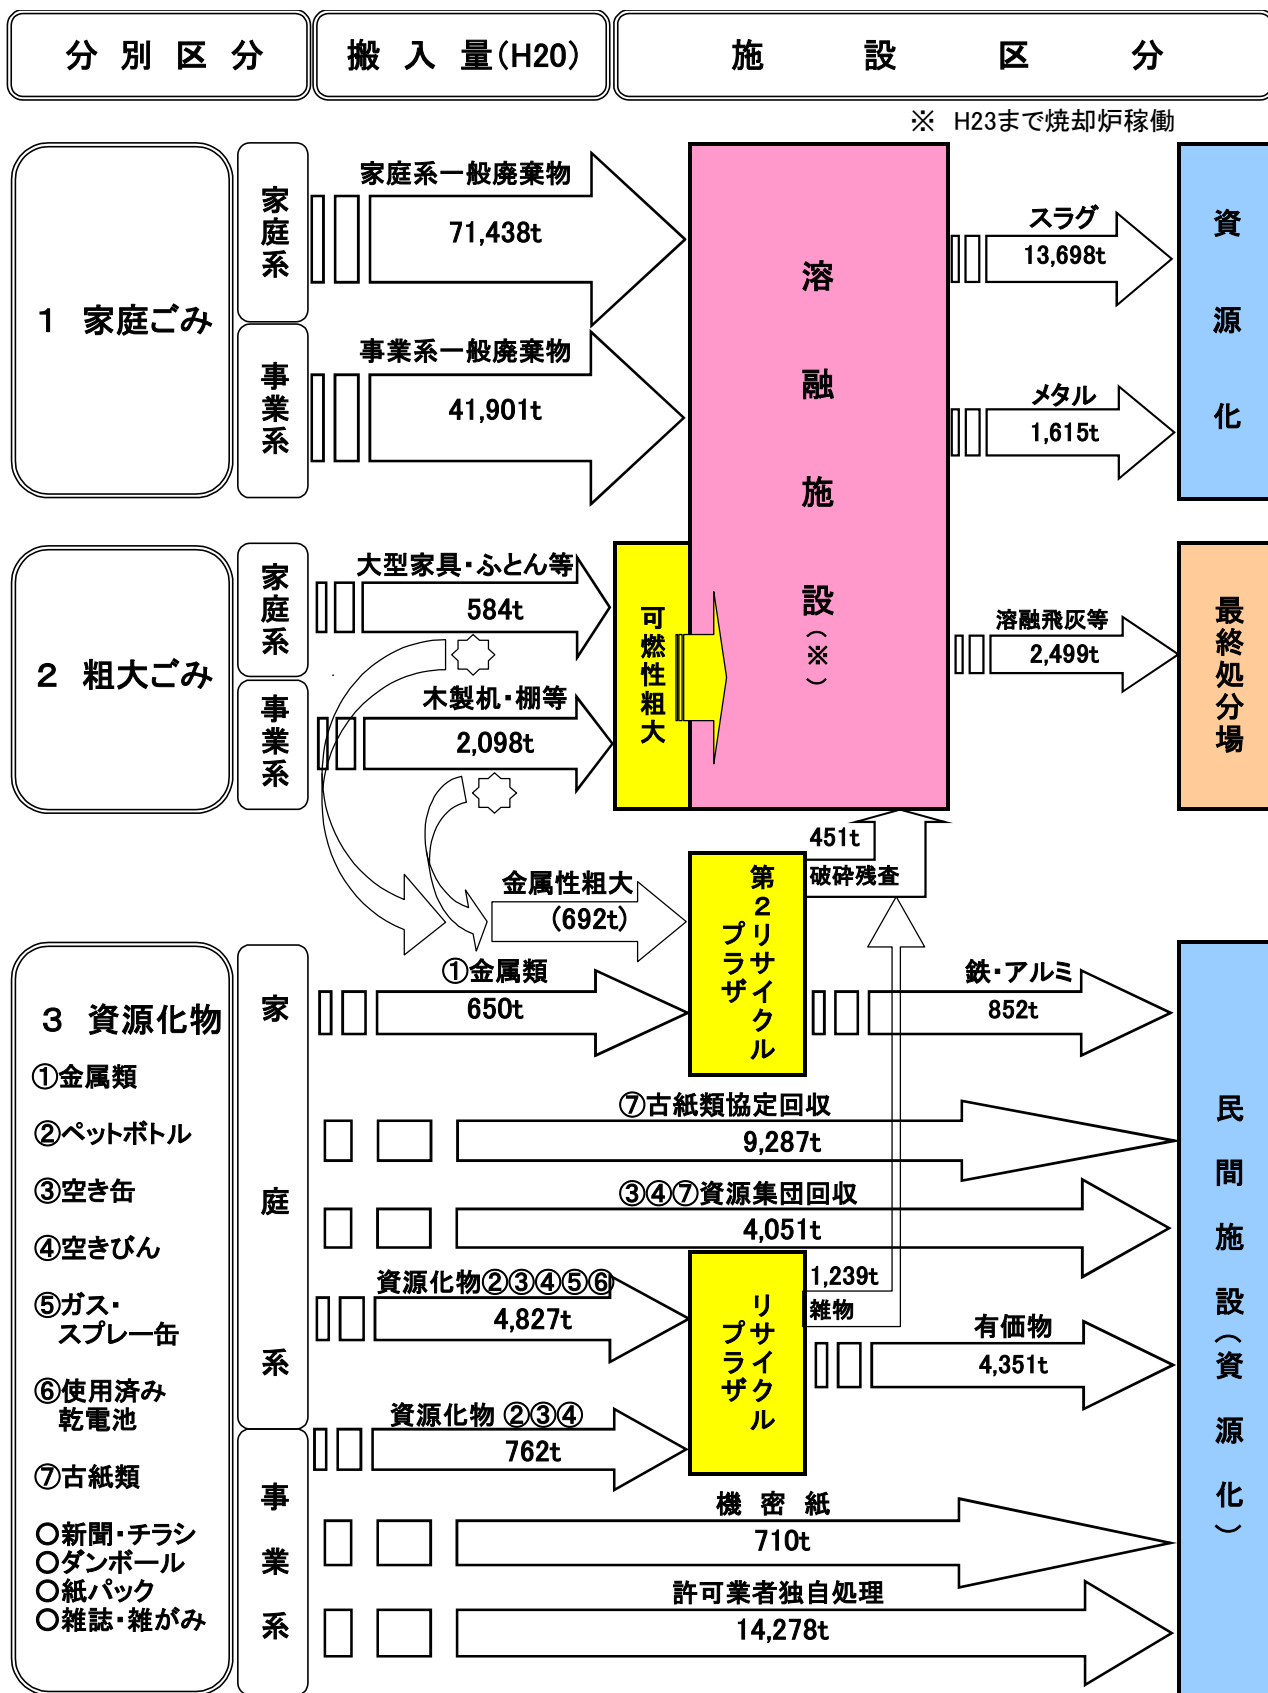 分別区分
搬入量(H20)
施設区分
※ H23まで焼却炉稼働
1 家庭ごみ
家庭系
家庭系一般廃棄物
71,438t
事業系
事業系一般廃棄物
41,901t
溶融施設(※)
スラグ
13,698t
メタル
1,615t
資源化
2 粗大ごみ
家庭系
大型家具・ふとん等
584t
事業系
木製机・棚等
2,098t
可燃性粗大
溶融飛灰等
2,499t
最終処分場
451t
破砕残査
金属性粗大
(692t)
第2リサイクル
プラザ
3 資源化物
①金属類
②ペットボトル
③空き缶
④空きびん
⑤ガス・
スプレー缶
⑥使用済み
乾電池
⑦古紙類
○新聞・チラシ
○ダンボール
○紙パック
○雑誌・雑がみ
家庭系
①金属類
650t
鉄・アルミ
852t
⑦古紙類協定回収
9,287t
③④⑦資源集団回収
4,051t
資源化物②③④⑤⑥
4,827t
リサイクル
プラザ
1,239t
雑物
有価物
4,351t
事業系
資源化物 ②③④
762t
機密紙
710t
許可業者独自処理
14,278t
民間施設(資源化)